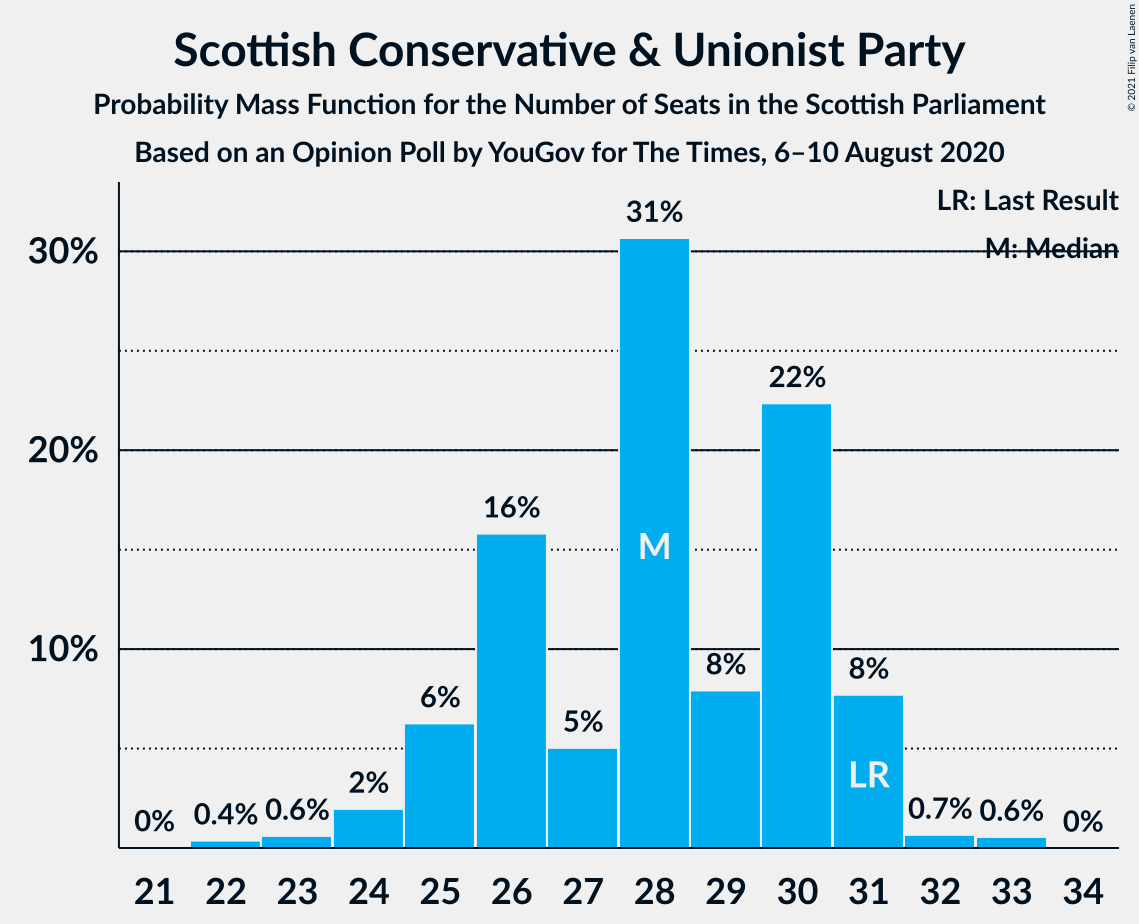 Scottish Conservative & Unionist Party
Probability Mass Function for the Number of Seats in the Scottish Parliament
Based on an Opinion Poll by YouGov for The Times, 6–10 August 2020
© 2021 Filip van Laenen
LR: Last Result
M: Median
30%
20%
10%
0%
0.4%
0.6%
2%
6%
16%
5%
31%
8%
22%
8%
0.7%
0.6%
0%
M
LR
21 22 23 24 25 26 27 28 29 30 31 32 33 34